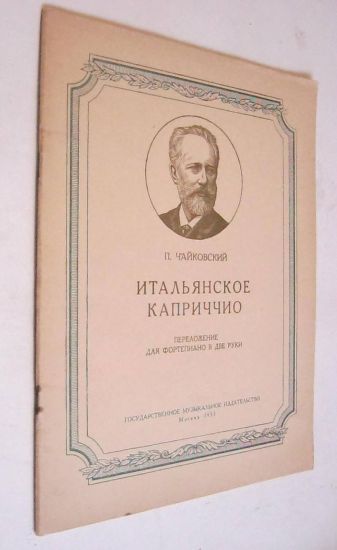 П. ЧАЙКОВСКИЙ
ИТАЛЬЯНСКОЕ
КАПРИЧЧИО
ПЕРЕЛОЖЕНИЕ
ДЛЯ ФОРТЕПИАНО В ДВЕ РУКИ
ГОСУДАРСТВЕННОЕ МУЗЫКАЛЬНОЕ ИЗДАТЕЛЬСТВО
Москва